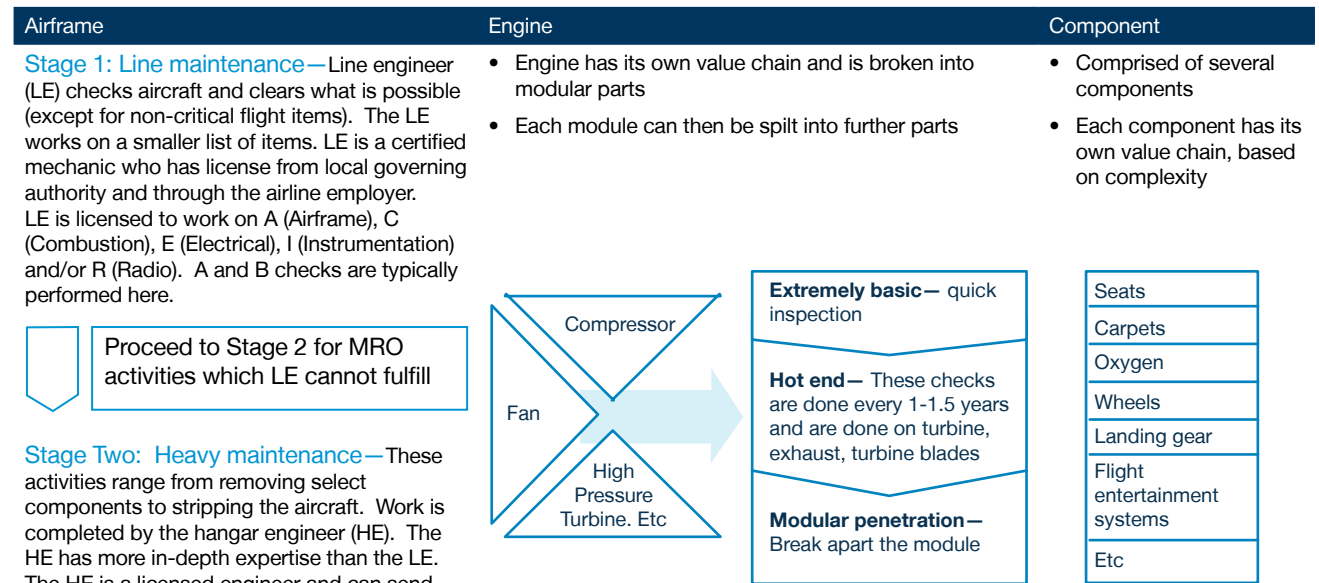 Airframe
Engine
Component
Stage 1: Line maintenance—Line engineer
(LE) checks aircraft and clears what is possible
(except for non-critical flight items). The LE
works on a smaller list of items. LE is a certified
mechanic who has license from local governing
authority and through the airline employer.
LE is licensed to work on A (Airframe), C
(Combustion), E (Electrical), I (Instrumentation)
and/or R (Radio). A and B checks are typically
performed here.
Proceed to Stage 2 for MRO
activities which LE cannot fulfill
Stage Two: Heavy maintenance—These
activities range from removing select
components to stripping the aircraft. Work is
completed by the hangar engineer (HE). The
HE has more in-depth expertise than the LE.
The HE is a licensed engineer and can send
• Engine has its own value chain and is broken into
modular parts
• Each module can then be spilt into further parts
Compressor
Fan
High
Pressure
Turbine. Etc
Extremely basic— quick
inspection
Hot end— These checks
are done every 1-1.5 years
and are done on turbine,
exhaust, turbine blades
Modular penetration—
Break apart the module
• Comprised of several
components
• Each component has its
own value chain, based
on complexity
Seats
Carpets
Oxygen
Wheels
Landing gear
Flight
entertainment
systems
Etc